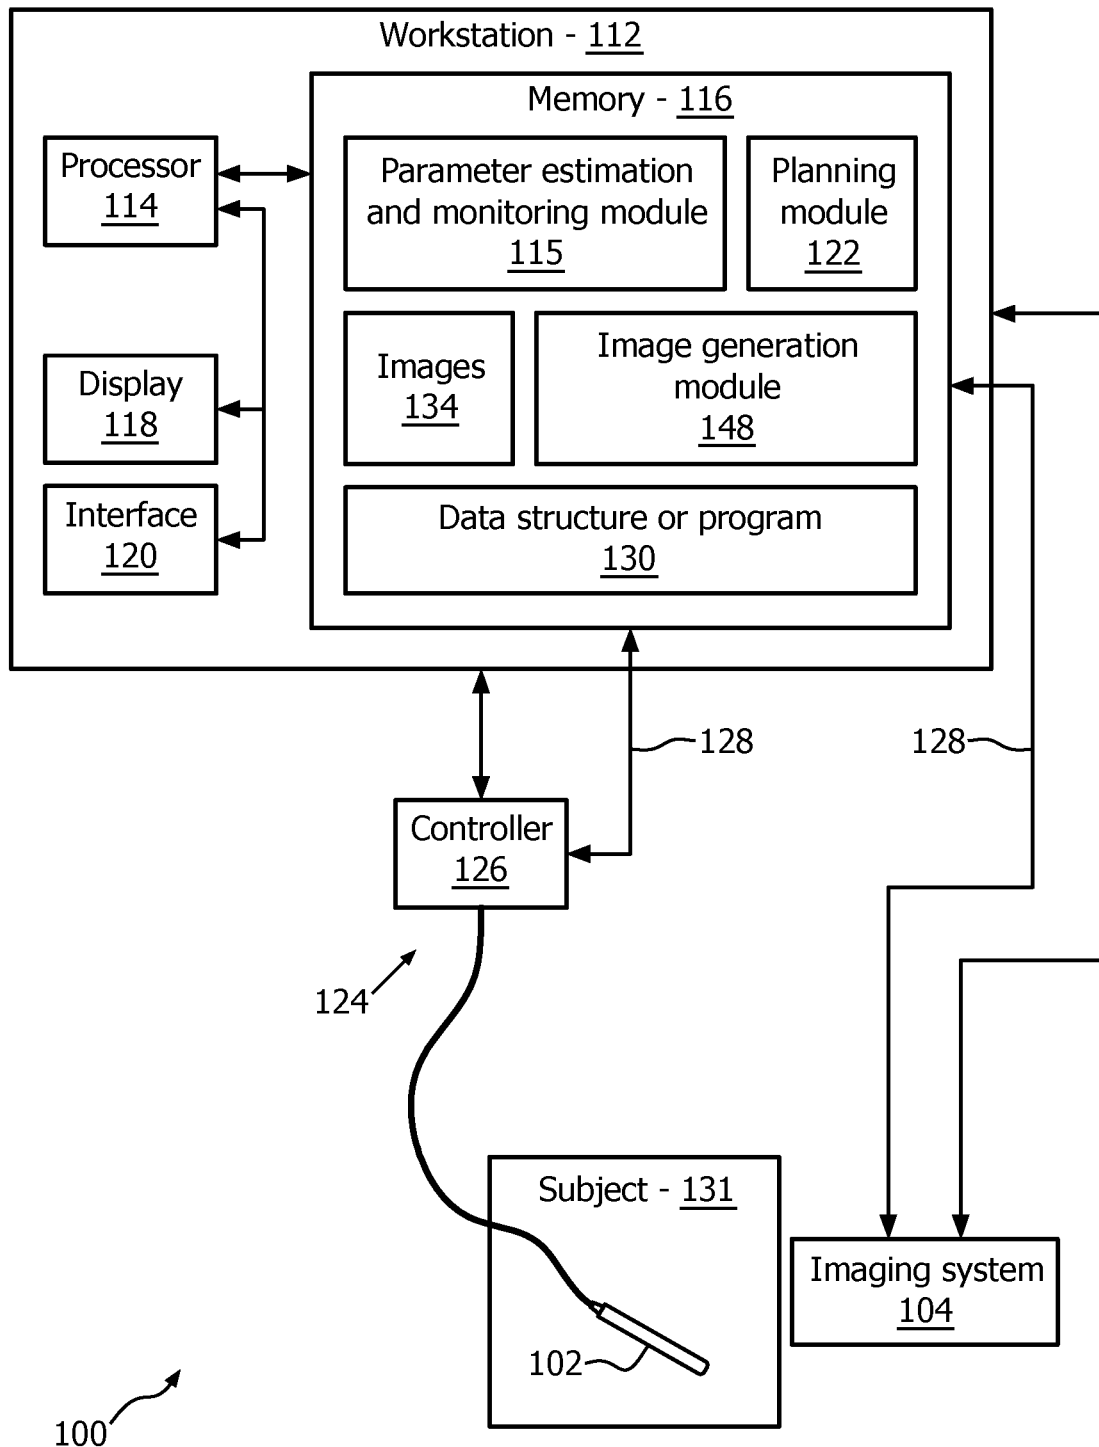 Workstation - 112
Memory - 116
Processor
114
Parameter estimation
and monitoring module
115
Planning
module
122
Display
118
Images
134
Image generation
module
148
Interface
120
Data structure or program
130
128
128
Controller
126
124
Subject - 131
102
Imaging system
104
100